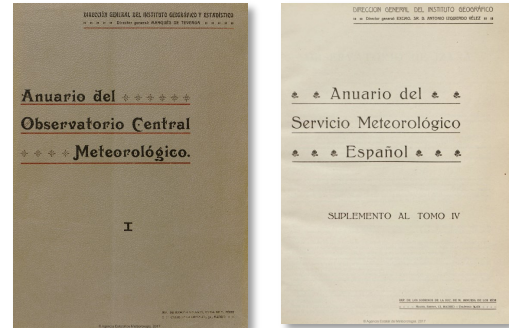 DIRECCIÓN GENERAL DEL INSTITUTO GEOGRÁFICO Y ESTADÍSTICO
Director general MARQUÉS DE TEVERGA
Anuario del
Observatorio Central
Meteorológico.
I
DIRECCIÓN GENERAL DEL INSTITUTO GEOGRÁFICO
Director general EXCMO. SR. D. ANTONIO IZQUIERDO VÉLEZ
Anuario del
Servicio Meteorológico
Español
SUPLEMENTO AL TOMO IV